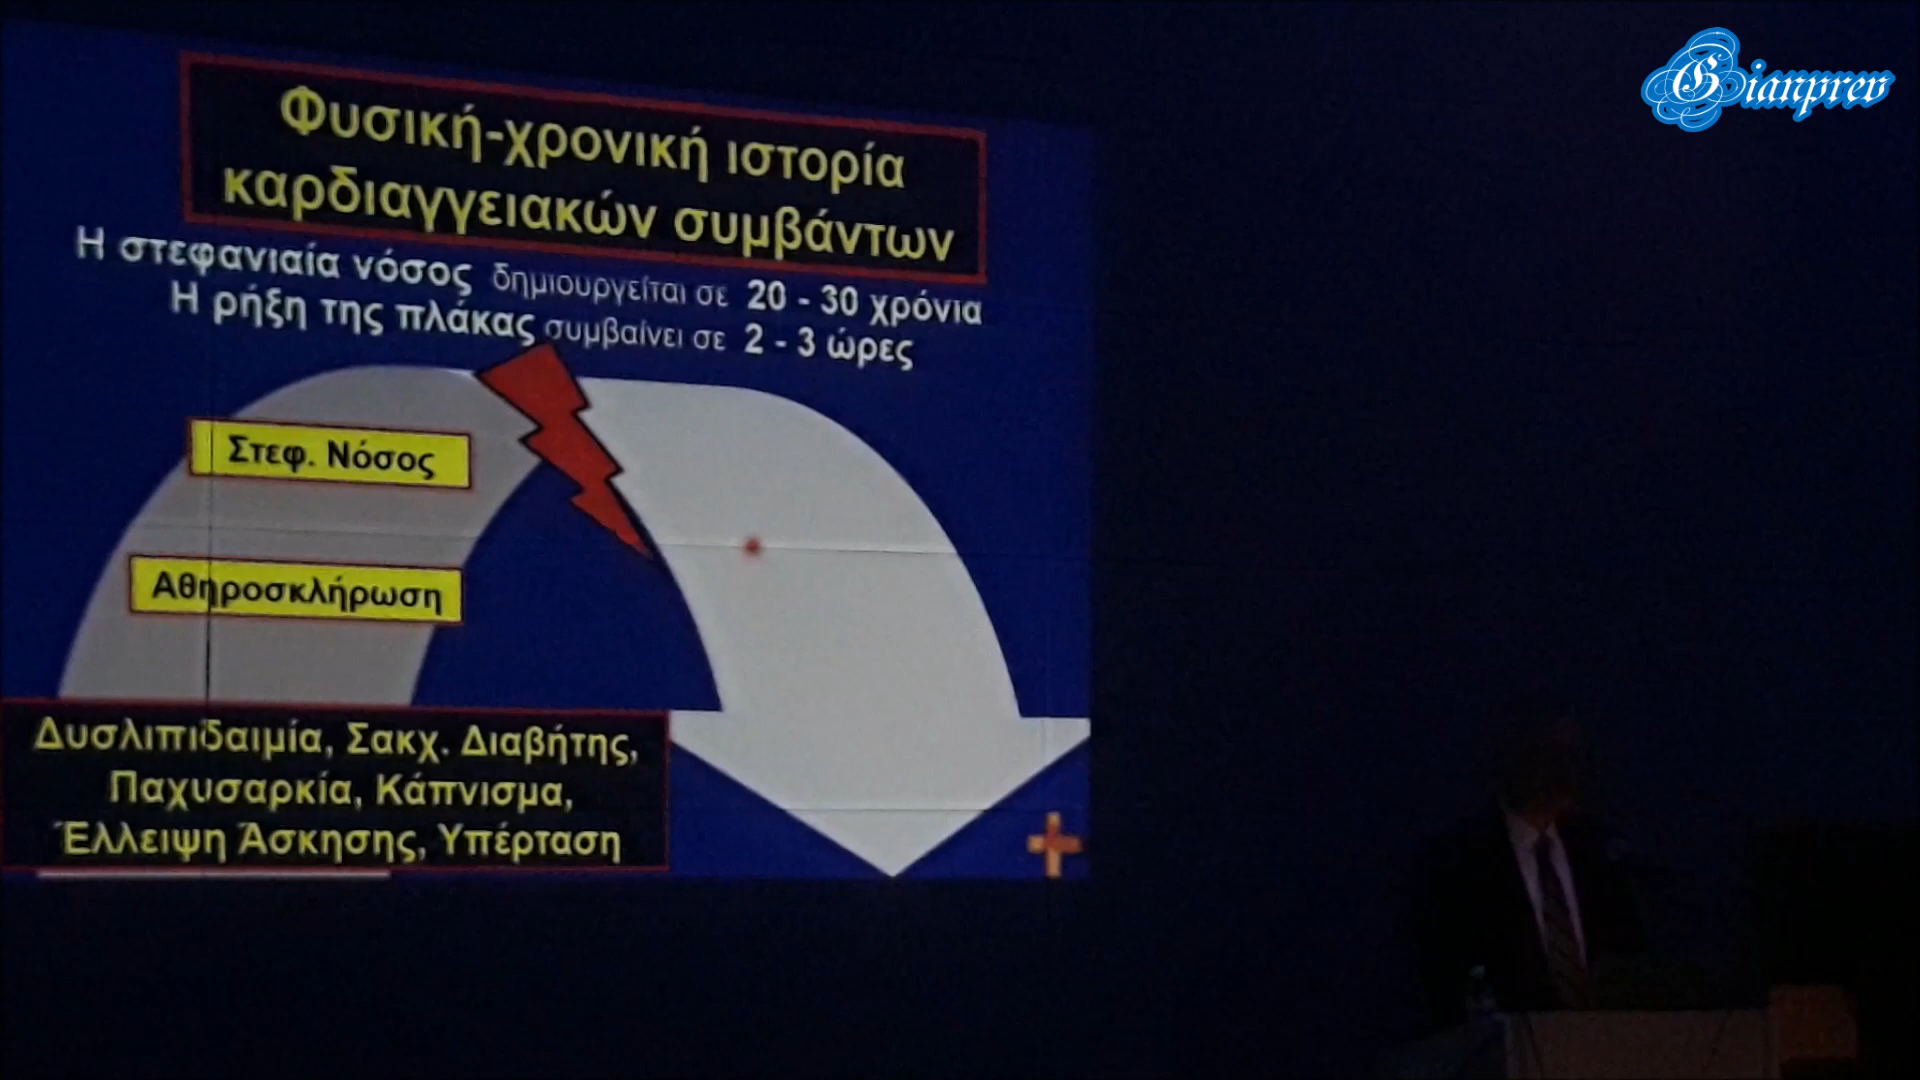 Gianprev
Φυσική-χρονική ιστορία
καρδιαγγειακών συμβάντων
Η στεφανιαία νόσος δημιουργείται σε 20 - 30 χρόνια
Η ρήξη της πλάκας συμβαίνει σε 2 - 3 ώρες
Στεφ. Νόσος
Αθηροσκλήρωση
Δυσλιπιδαιμία, Σακχ. Διαβήτης,
Παχυσαρκία, Κάπνισμα,
Έλλειψη Άσκησης, Υπέρταση